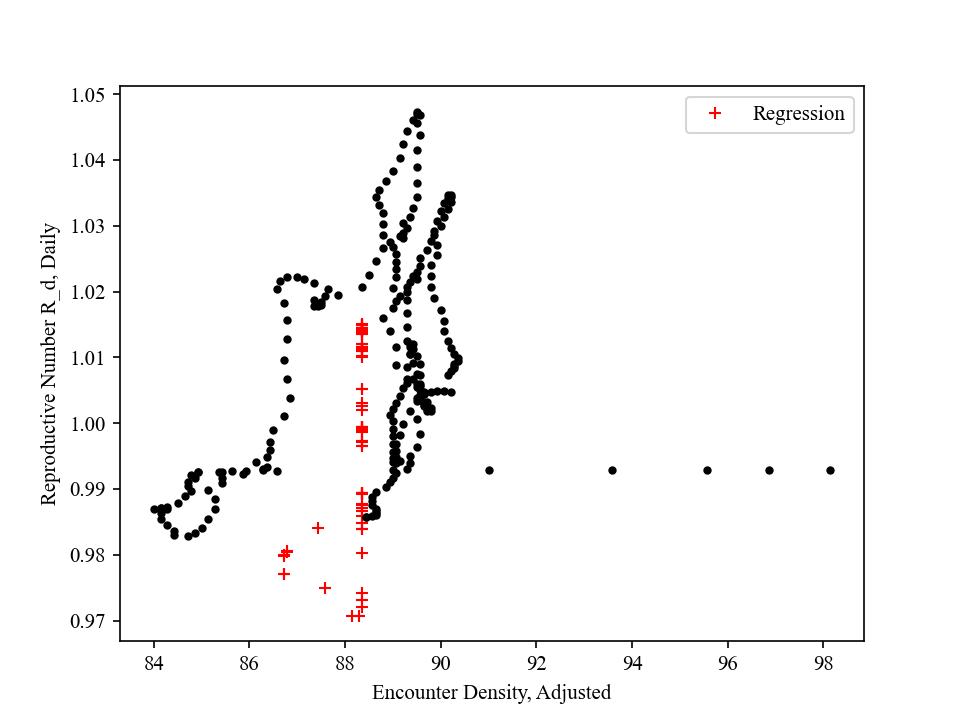 1.05
1.04
1.03
1.02
1.01
1.00
0.99
0.98
0.97
Reproductive Number R_d, Daily
Regression
84 86 88 90 92 94 96 98
Encounter Density, Adjusted